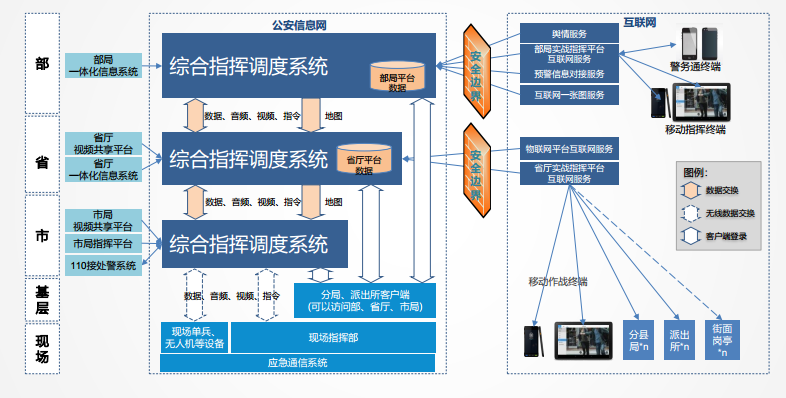 公安信息网
互联网
部
部局
一体化信息系统
综合指挥调度系统
部局平台
数据
安全边界
舆情服务
部局实战指挥平台
互联网服务
预警信息对接服务
互联网一张图服务
警务通终端
移动指挥终端
数据、音频、视频、指令
地图
省
省厅
视频共享平台
省厅
一体化信息系统
综合指挥调度系统
省厅平台
数据
安全边界
物联网平台互联网服务
省厅实战指挥平台
互联网服务
图例:
数据交换
无线数据交换
客户端登录
数据、音频、视频、指令
地图
市
市局
视频共享平台
市局指挥平台
110接处警系统
综合指挥调度系统
基层
数据、音频、视频、指令
分局、派出所客户端
(可以访问部、省厅、市局)
移动作战终端
现场
现场单兵、
无人机等设备
现场指挥部
应急通信系统
分县
局*n
派出
所*n
街面
岗亭
*n